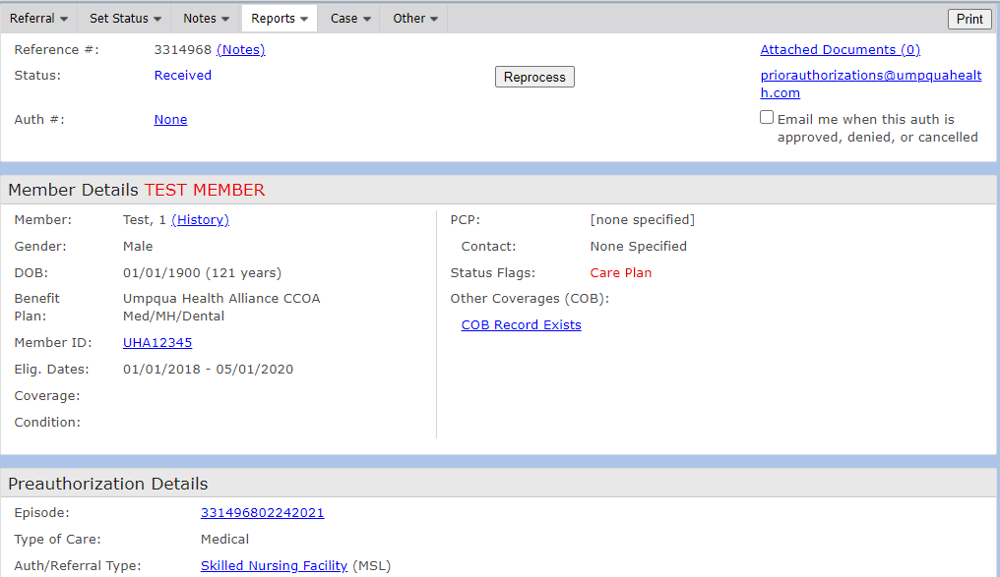 Referral Set Status Notes Reports Case Other Print
Reference #: 3314968 (Notes) Attached Documents (0)
Status: Received Reprocess priorauthorizations@umpquahealt
h.com
Auth #: None Email me when this auth is
approved, denied, or cancelled
Member Details TEST MEMBER
Member: Test, 1 (History)
Gender: Male
DOB: 01/01/1900 (121 years)
Benefit Umpqua Health Alliance CCOA
Plan: Med/MH/Dental
Member ID: UHA12345
Elig. Dates: 01/01/2018 - 05/01/2020
Coverage:
Condition:
PCP: [none specified]
Contact: None Specified
Status Flags: Care Plan
Other Coverages (COB):
COB Record Exists
Preauthorization Details
Episode: 331496802242021
Type of Care: Medical
Auth/Referral Type: Skilled Nursing Facility (MSL)